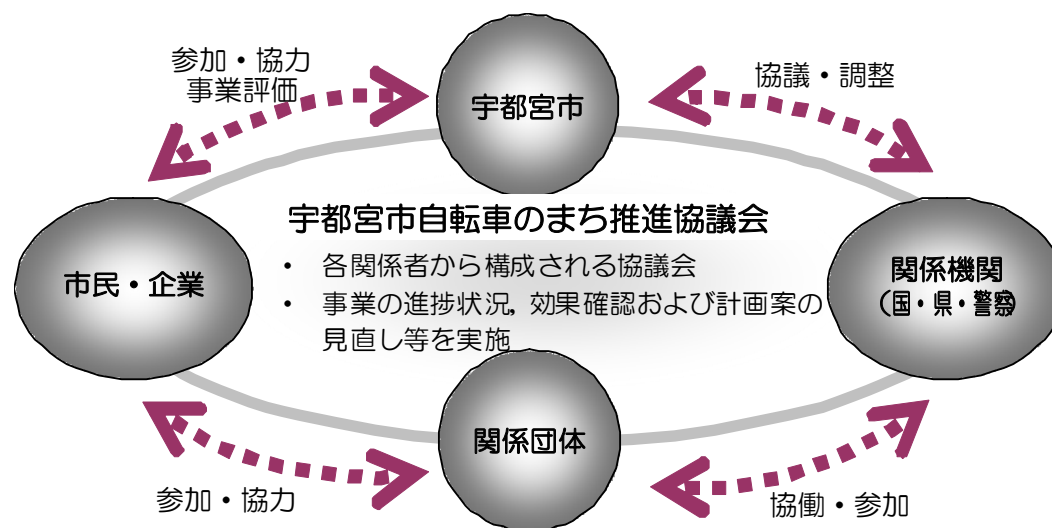 参加・協力
事業評価
協議・調整
宇都宮市
宇都宮市自転車のまち推進協議会
・ 各関係者から構成される協議会
・ 事業の進捗状況，効果確認および計画案の
見直し等を実施
市民・企業
関係機関
（国・県・警察）
関係団体
参加・協力
協働・参加